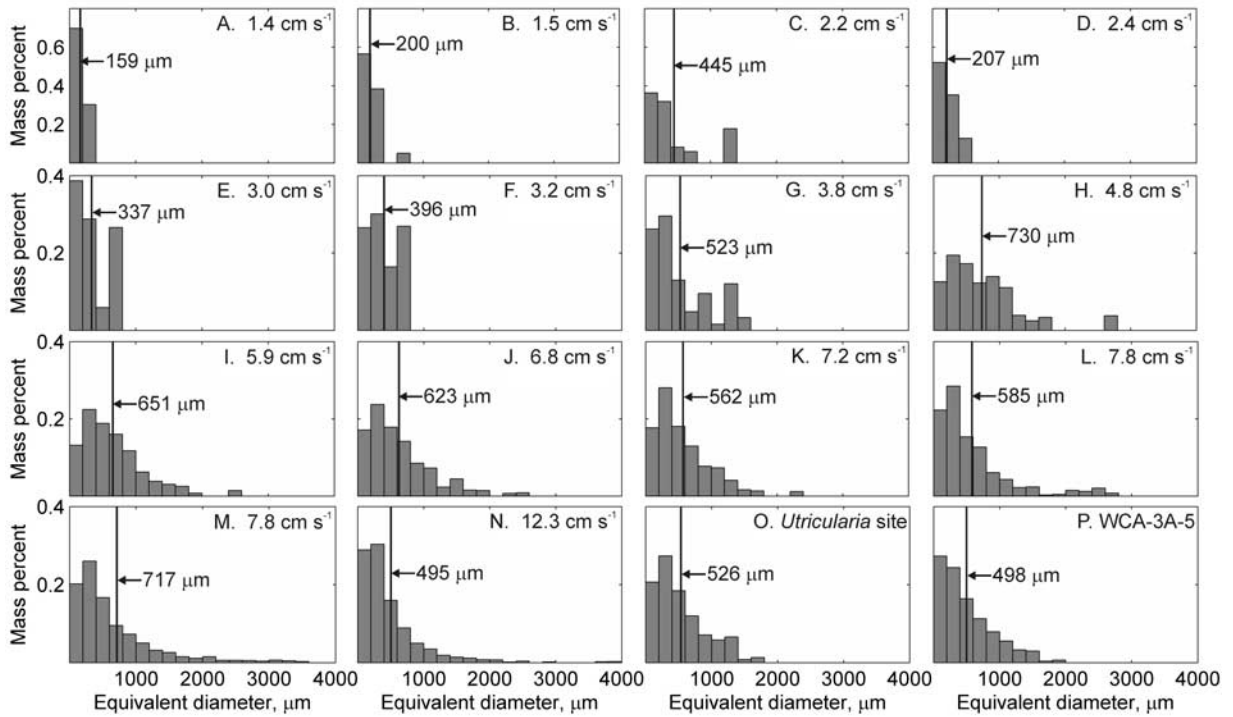 A. 1.4 cm s⁻¹
B. 1.5 cm s⁻¹
C. 2.2 cm s⁻¹
D. 2.4 cm s⁻¹
Mass percent
0.6
0.4
0.2
159 µm
200 µm
445 µm
207 µm
E. 3.0 cm s⁻¹
F. 3.2 cm s⁻¹
G. 3.8 cm s⁻¹
H. 4.8 cm s⁻¹
Mass percent
0.4
0.2
337 µm
396 µm
523 µm
730 µm
I. 5.9 cm s⁻¹
J. 6.8 cm s⁻¹
K. 7.2 cm s⁻¹
L. 7.8 cm s⁻¹
Mass percent
0.4
0.2
651 µm
623 µm
562 µm
585 µm
M. 7.8 cm s⁻¹
N. 12.3 cm s⁻¹
O. Utricularia site
P. WCA-3A-5
Mass percent
0.4
0.2
717 µm
495 µm
526 µm
498 µm
1000 2000 3000 4000
0 1000 2000 3000 4000
0 1000 2000 3000 4000
0 1000 2000 3000 4000
Equivalent diameter, µm
Equivalent diameter, µm
Equivalent diameter, µm
Equivalent diameter, µm